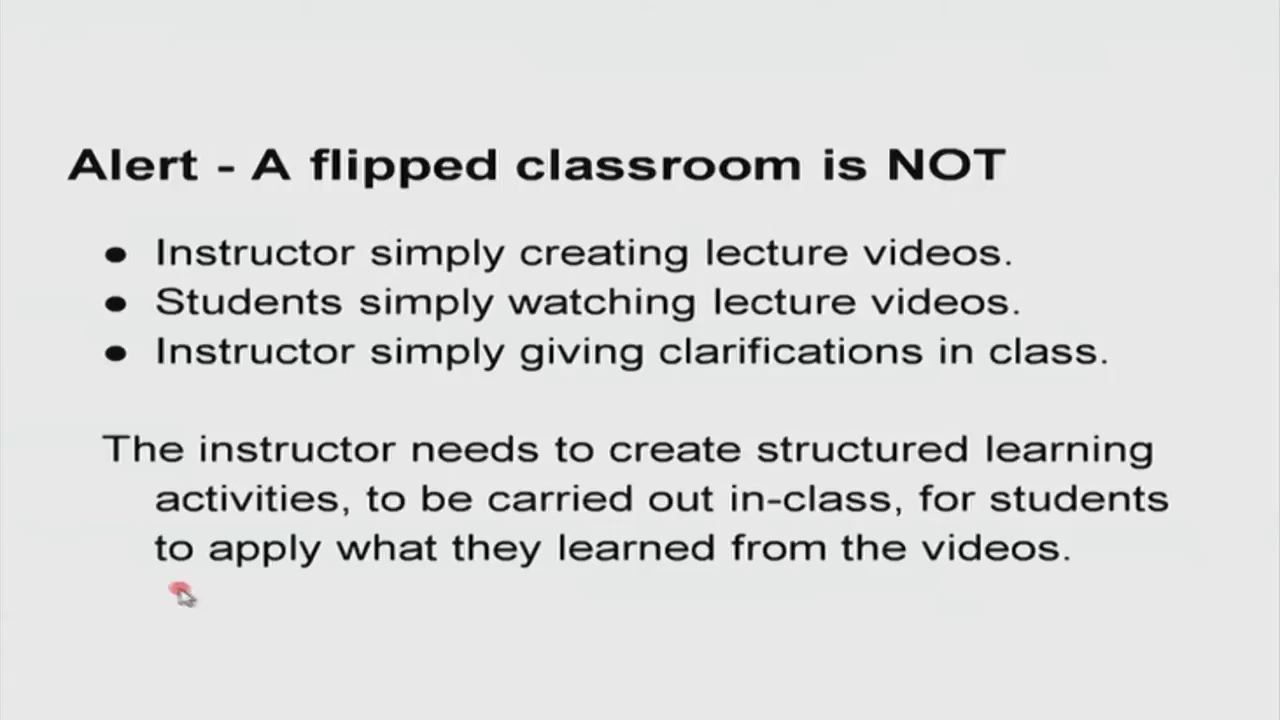 Alert - A flipped classroom is NOT
● Instructor simply creating lecture videos.
● Students simply watching lecture videos.
● Instructor simply giving clarifications in class.
The instructor needs to create structured learning
activities, to be carried out in-class, for students
to apply what they learned from the videos.